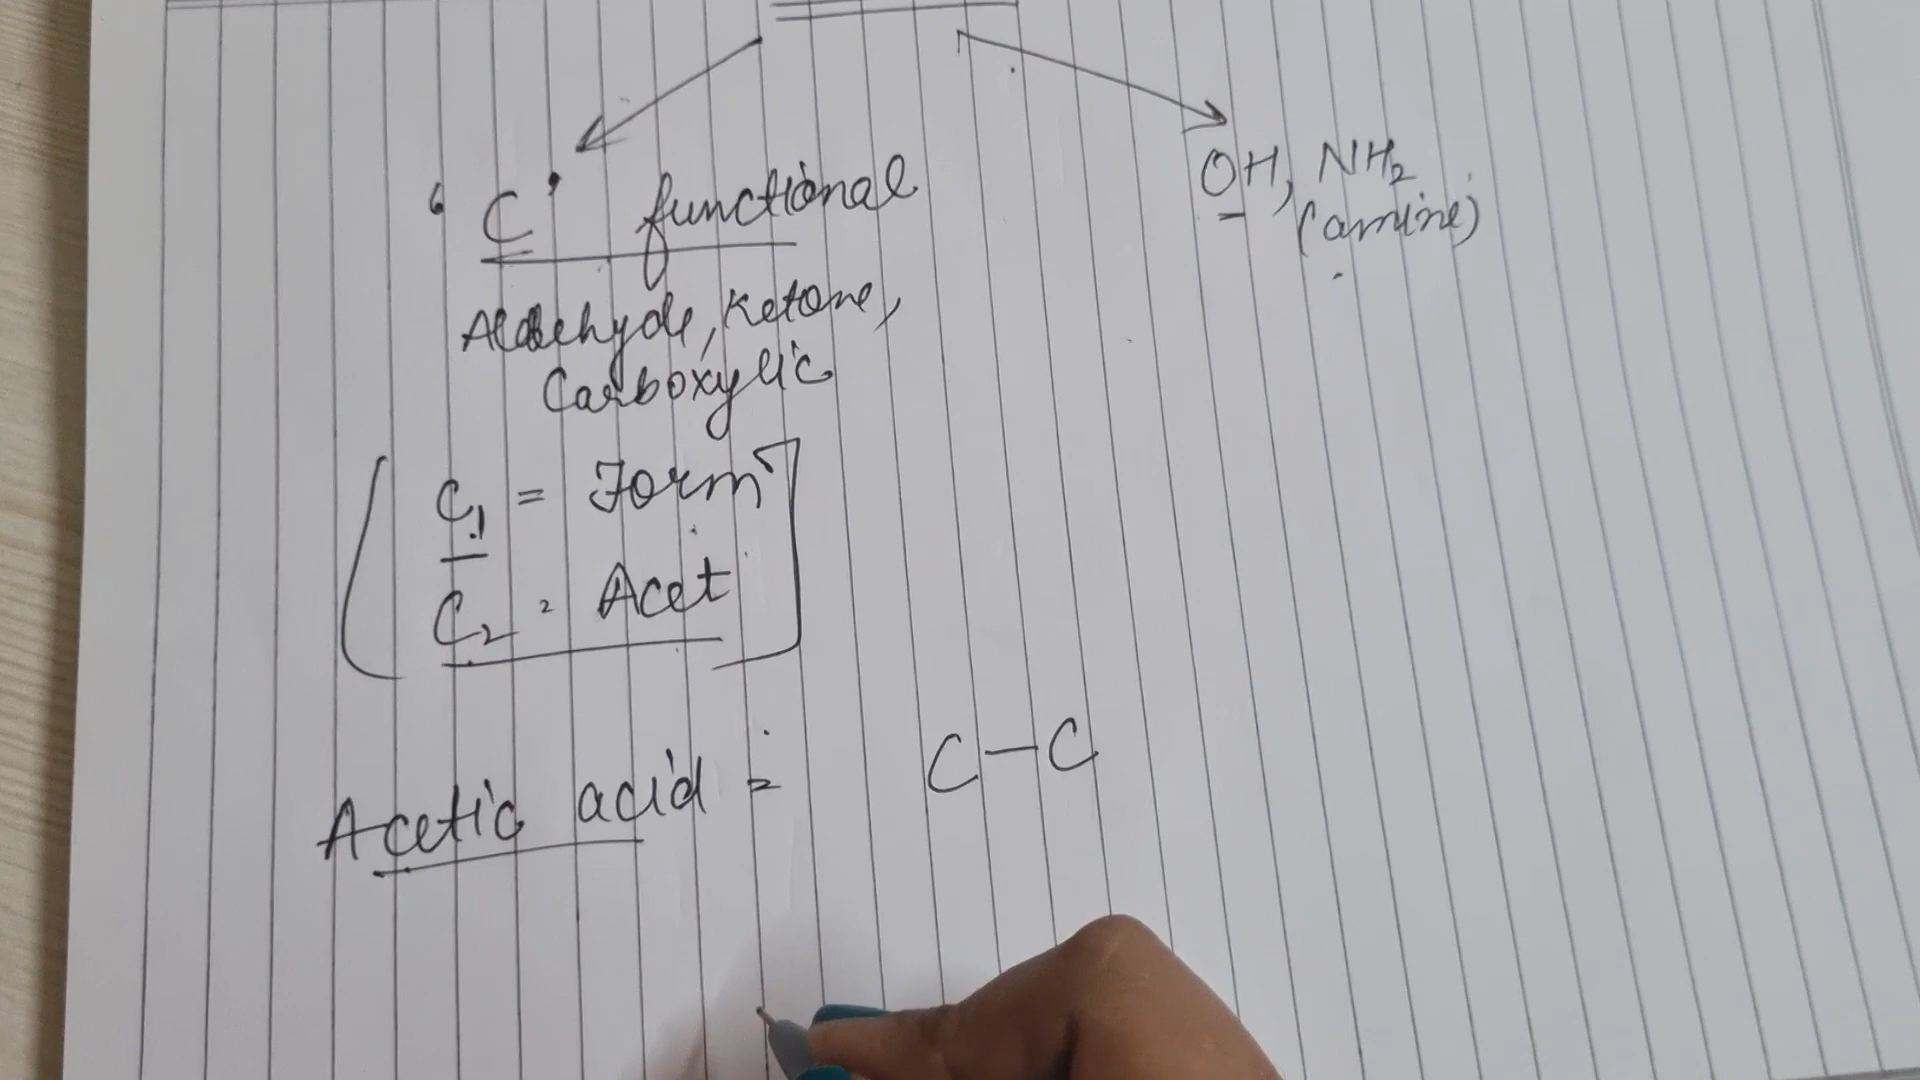 'C' functional
Aldehyde, Ketone,
Carboxylic
C1 = Form
C2 = Acet
OH, NH2
(amine)
Acetic acid = C-C